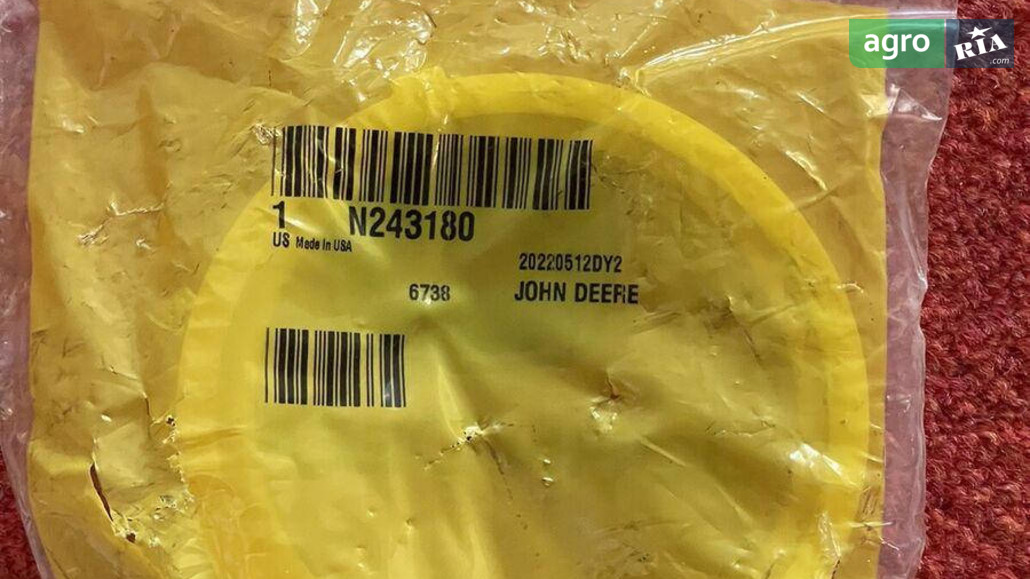 agro RIA
.com
1 N243180
US Made In USA
20220512DY2
6738 JOHN DEERE